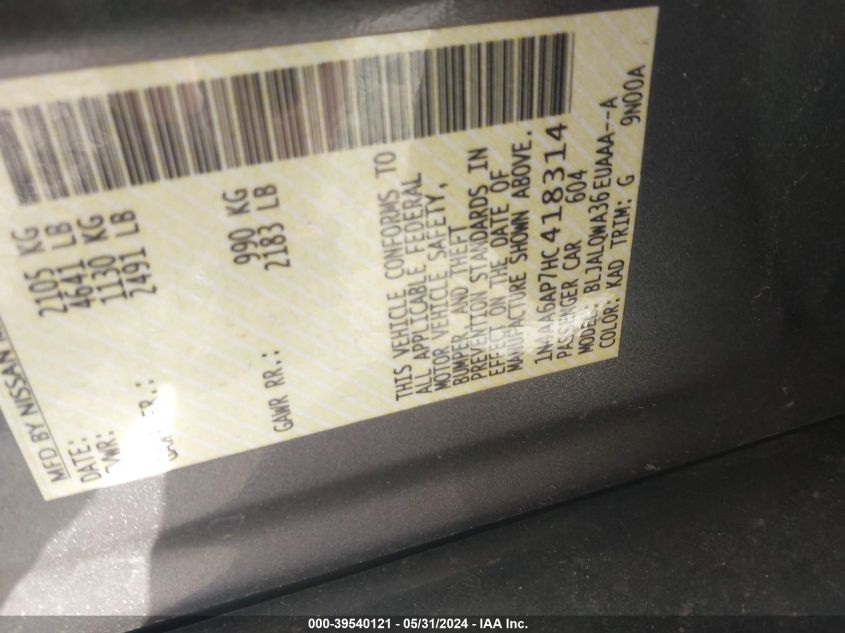 MFD BY NISSAN
DATE:
2105 KG
4641 LB
1130 KG
2491 LB
GAWR RR.: 990 KG
2183 LB
THIS VEHICLE CONFORMS TO
ALL APPLICABLE FEDERAL
MOTOR VEHICLE SAFETY,
BUMPER, AND THEFT
PREVENTION STANDARDS IN
EFFECT ON THE DATE OF
MANUFACTURE SHOWN ABOVE.
1N4AA6AP7HC418314
PASSENGER CAR 604
MODEL: BLJALQWA36EUAAA--A
COLOR: KAD TRIM: G 9N00A
000-39540121 - 05/31/2024 - IAA Inc.